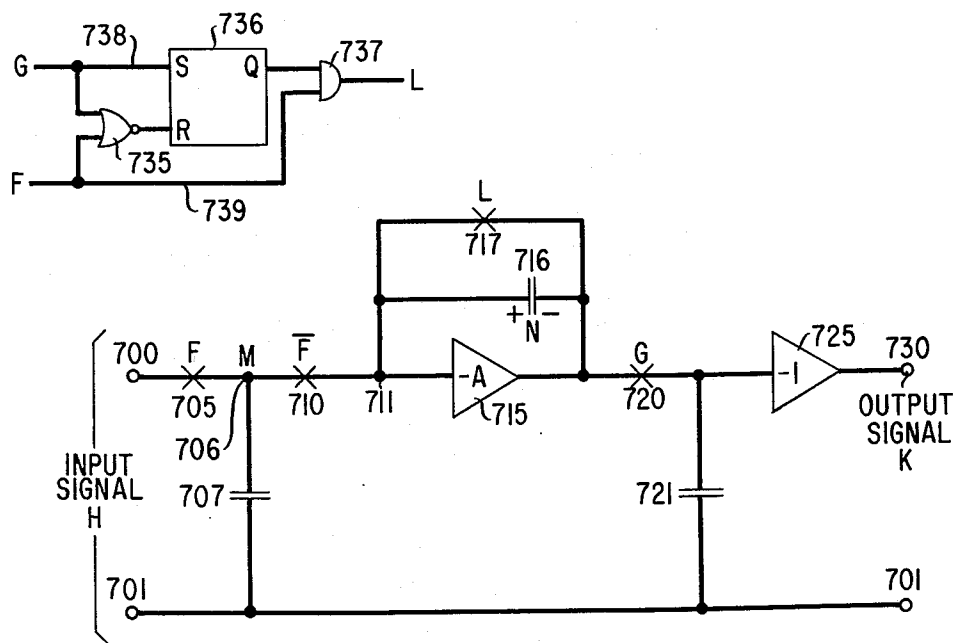 738
736
737
G
S
Q
L
R
735
F
739
L
717
716
+ N -
700
F
M
F̅
-A
G
-1
725
730
705
706
710
711
715
720
OUTPUT
SIGNAL
K
INPUT
SIGNAL
H
707
721
701
701